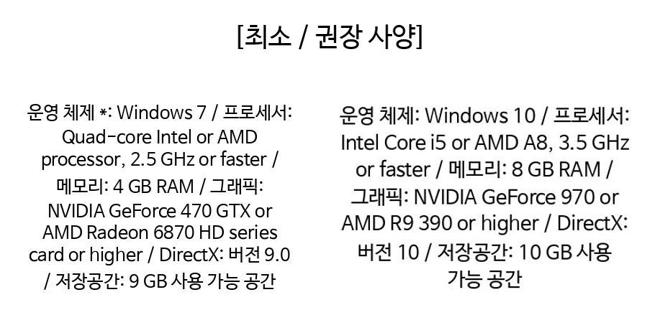 [최소 / 권장 사양]
운영 체제 *: Windows 7 / 프로세서:
Quad-core Intel or AMD
processor, 2.5 GHz or faster /
메모리: 4 GB RAM / 그래픽:
NVIDIA GeForce 470 GTX or
AMD Radeon 6870 HD series
card or higher / DirectX: 버전 9.0
/ 저장공간: 9 GB 사용 가능 공간
운영 체제: Windows 10 / 프로세서:
Intel Core i5 or AMD A8, 3.5 GHz
or faster / 메모리: 8 GB RAM /
그래픽: NVIDIA GeForce 970 or
AMD R9 390 or higher / DirectX:
버전 10 / 저장공간: 10 GB 사용
가능 공간